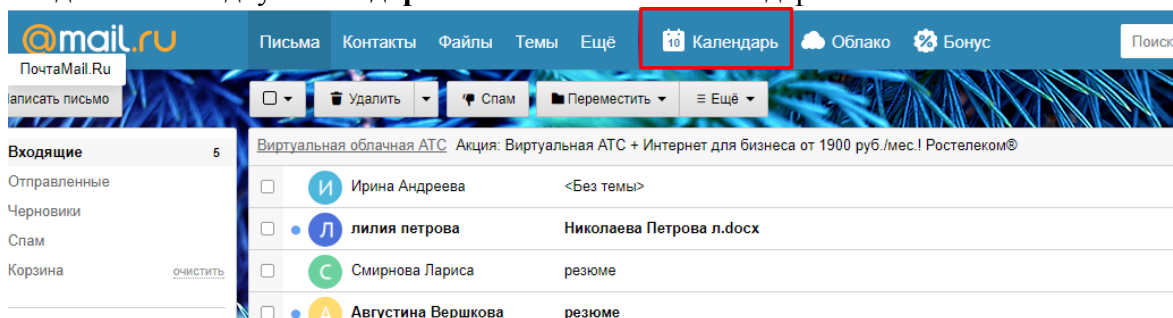 @mail.ru
Письма Контакты Файлы Темы Ещё 10 Календарь Облако % Бонус Поиск
ПочтаMail.Ru
Написать письмо
Удалить Спам Переместить Ещё
Входящие 5
Виртуальная облачная АТС Акция: Виртуальная АТС + Интернет для бизнеса от 1900 руб./мес.! Ростелеком®
Отправленные
И Ирина Андреева <Без темы>
Черновики
Л лилия петрова Николаева Петрова л.docx
Спам
Корзина очистить
С Смирнова Лариса резюме
А Августина Вершкова резюме